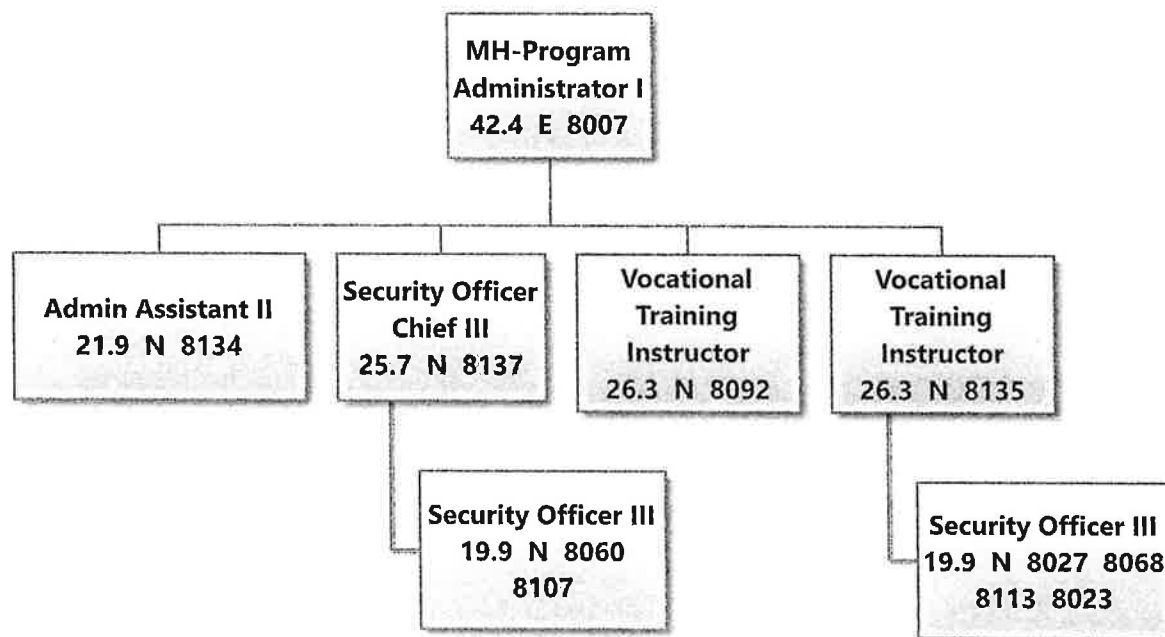 MH-Program
Administrator I
42.4 E 8007
Admin Assistant II
21.9 N 8134
Security Officer
Chief III
25.7 N 8137
Vocational
Training
Instructor
26.3 N 8092
Vocational
Training
Instructor
26.3 N 8135
Security Officer III
19.9 N 8060
8107
Security Officer III
19.9 N 8027 8068
8113 8023